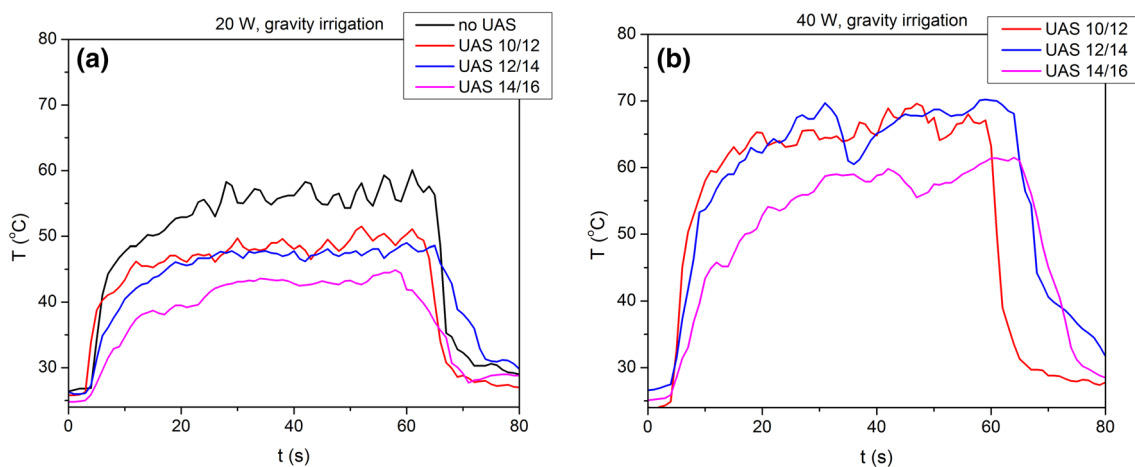 20 W, gravity irrigation
(a)
no UAS
UAS 10/12
UAS 12/14
UAS 14/16
80
70
60
50
40
30
T (°C)
0 20 40 60 80
t (s)
40 W, gravity irrigation
(b)
UAS 10/12
UAS 12/14
UAS 14/16
80
70
60
50
40
30
T (°C)
0 20 40 60 80
t (s)